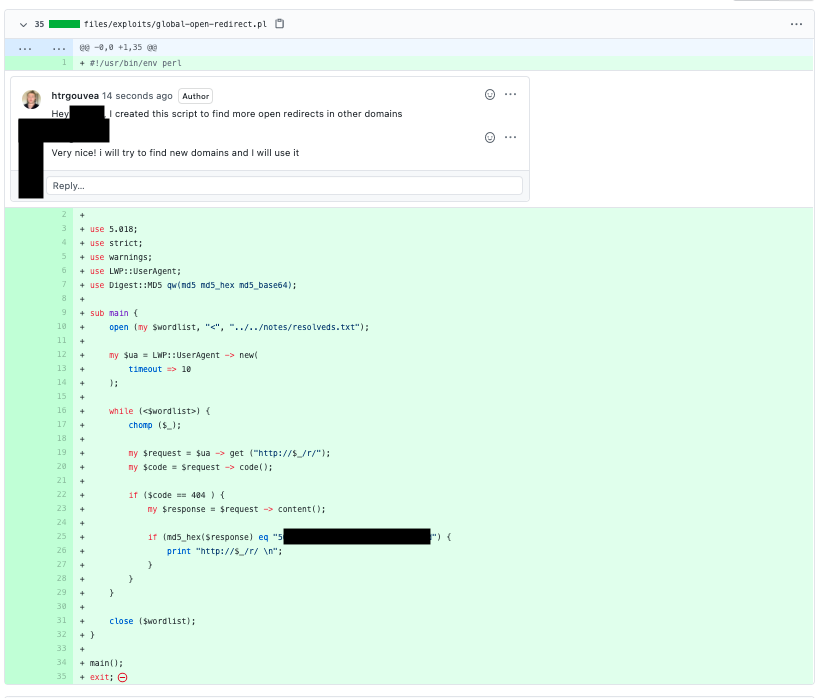 35 files/exploits/global-open-redirect.pl
... ... @@ -0,0 +1,35 @@
1 + #!/usr/bin/env perl
htrgouvea 14 seconds ago Author
Hey , I created this script to find more open redirects in other domains
Very nice! i will try to find new domains and I will use it
Reply...
2 +
3 + use 5.018;
4 + use strict;
5 + use warnings;
6 + use LWP::UserAgent;
7 + use Digest::MD5 qw(md5 md5_hex md5_base64);
8 +
9 + sub main {
10 + open (my $wordlist, "<", "../../notes/resolveds.txt");
11 +
12 + my $ua = LWP::UserAgent -> new(
13 + timeout => 10
14 + );
15 +
16 + while (<$wordlist>) {
17 + chomp ($_);
18 +
19 + my $request = $ua -> get ("http://$_/r/");
20 + my $code = $request -> code();
21 +
22 + if ($code == 404 ) {
23 + my $response = $request -> content();
24 +
25 + if (md5_hex($response) eq "5 ") {
26 + print "http://$_/r/ \n";
27 + }
28 + }
29 + }
30 +
31 + close ($wordlist);
32 + }
33 +
34 + main();
35 + exit;